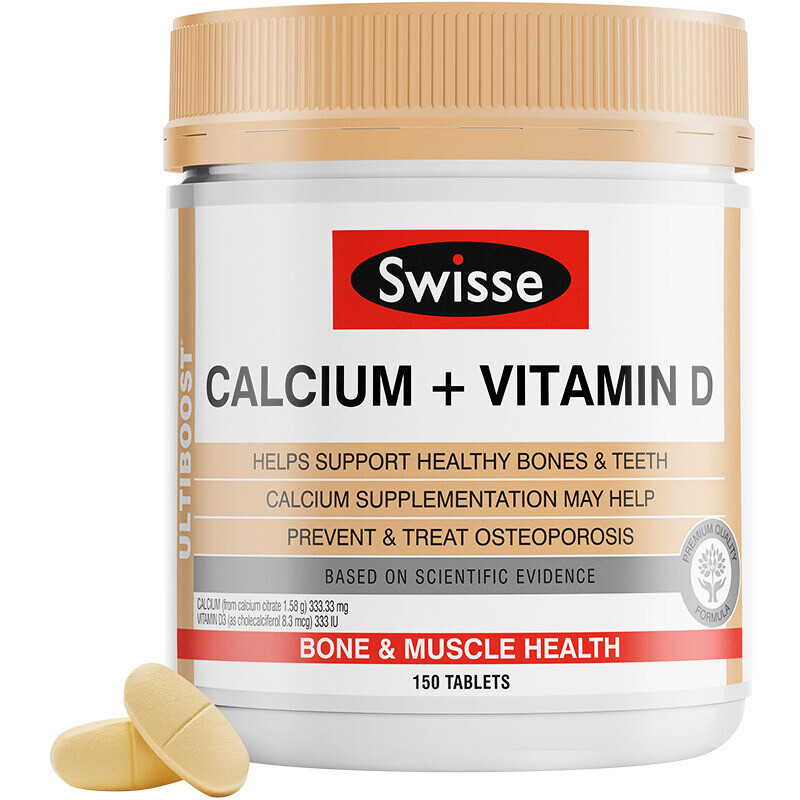 Swisse
ULTIBOOST
CALCIUM + VITAMIN D
HELPS SUPPORT HEALTHY BONES & TEETH
CALCIUM SUPPLEMENTATION MAY HELP
PREVENT & TREAT OSTEOPOROSIS
BASED ON SCIENTIFIC EVIDENCE
PREMIUM QUALITY
FORMULA
CALCIUM (from calcium citrate 1.58 g) 333.33 mg
VITAMIN D3 (as cholecalciferol 8.3 mcg) 333 IU
BONE & MUSCLE HEALTH
150 TABLETS